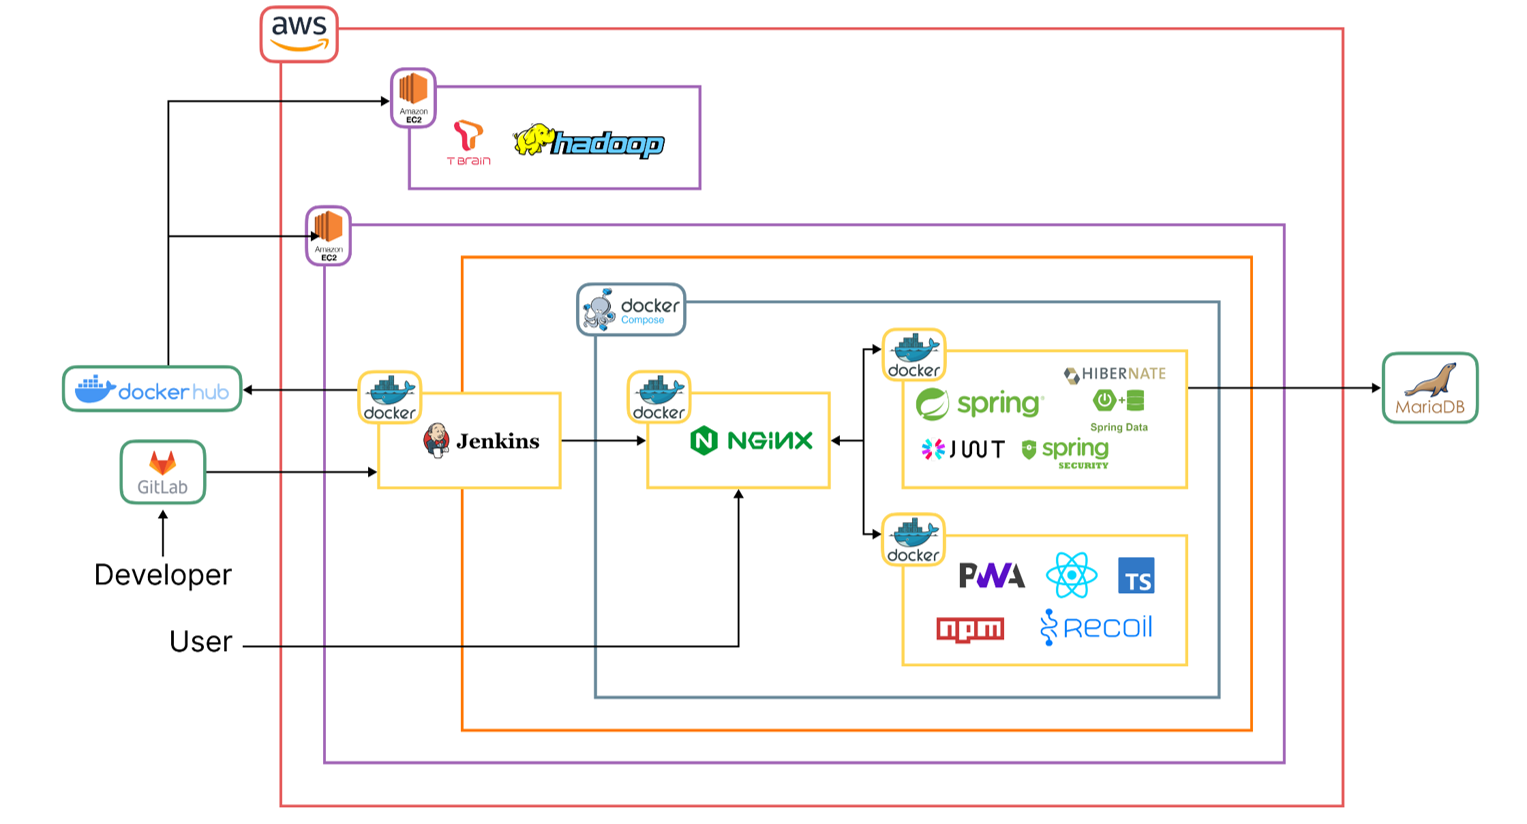 aws
Amazon
EC2
T Brain
hadoop
Amazon
EC2
docker
Compose
docker
HIBERNATE
spring
Spring Data
JWT
spring
SECURITY
MariaDB
docker hub
docker
Jenkins
docker
NGINX
GitLab
docker
PWA
TS
npm
Recoil
Developer
User